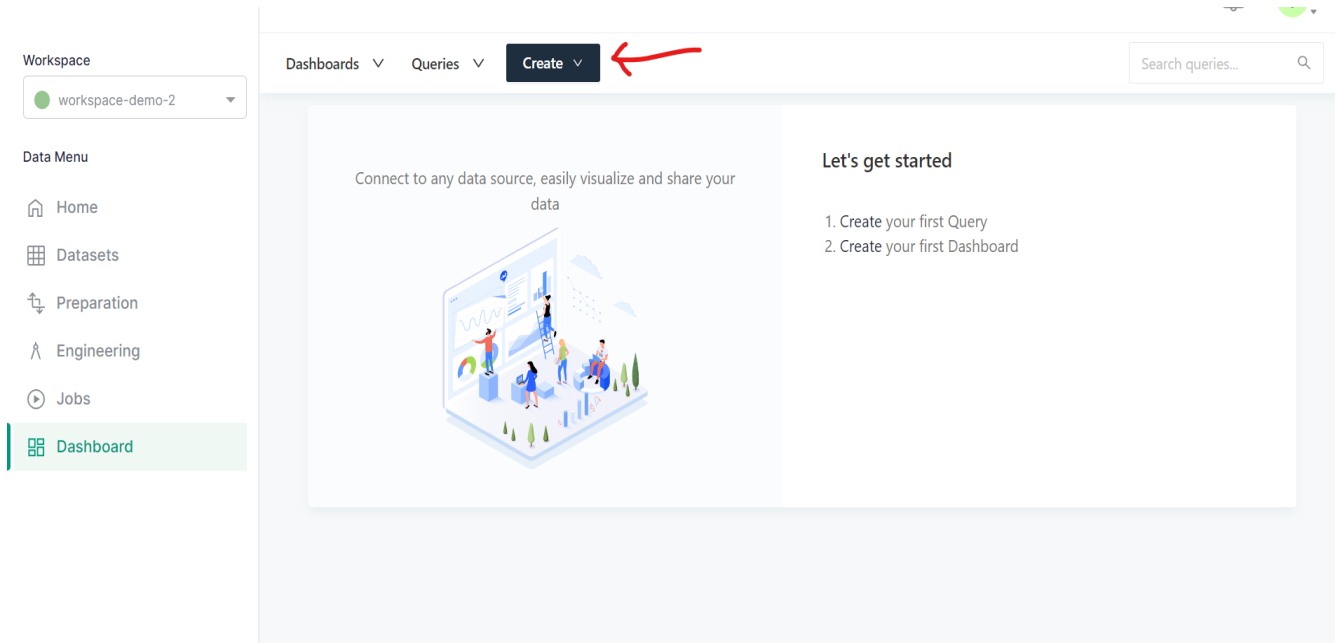 Workspace
workspace-demo-2
Data Menu
Home
Datasets
Preparation
Engineering
Jobs
Dashboard
Dashboards
Queries
Create
Search queries...
Connect to any data source, easily visualize and share your
data
Let's get started
1. Create your first Query
2. Create your first Dashboard